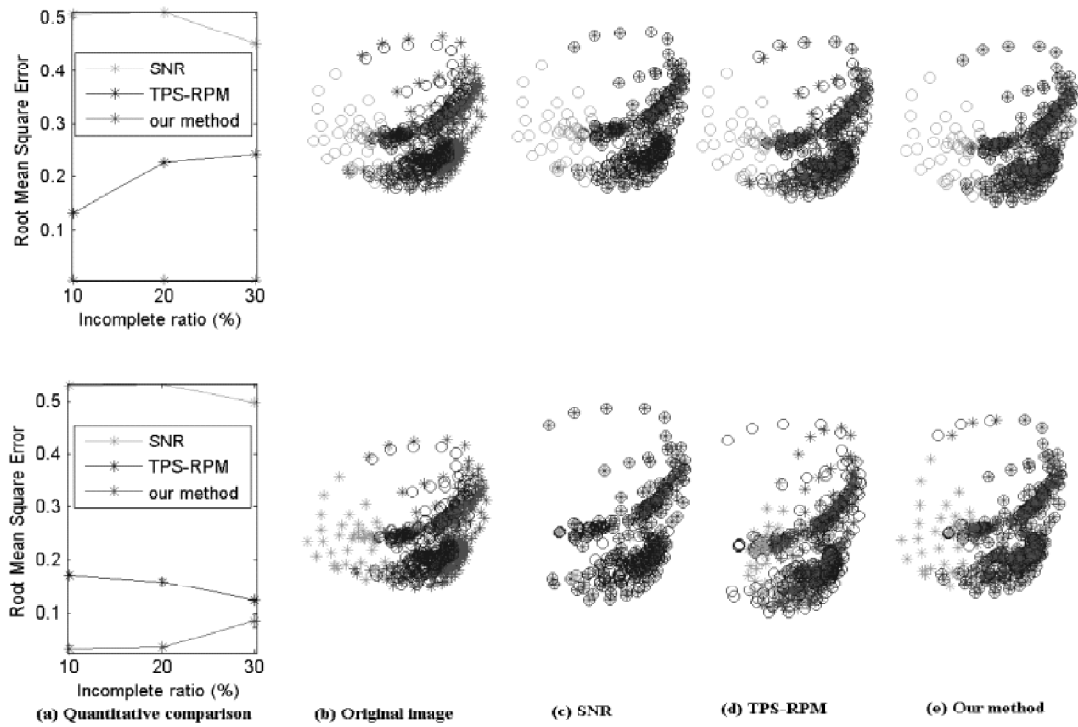 0.5
0.4
0.3
0.2
0.1
Root Mean Square Error
SNR
TPS-RPM
our method
10 20 30
Incomplete ratio (%)
0.5
0.4
0.3
0.2
0.1
Root Mean Square Error
SNR
TPS-RPM
our method
10 20 30
Incomplete ratio (%)
(a) Quantitative comparison (b) Original image (c) SNR (d) TPS-RPM (e) Our method